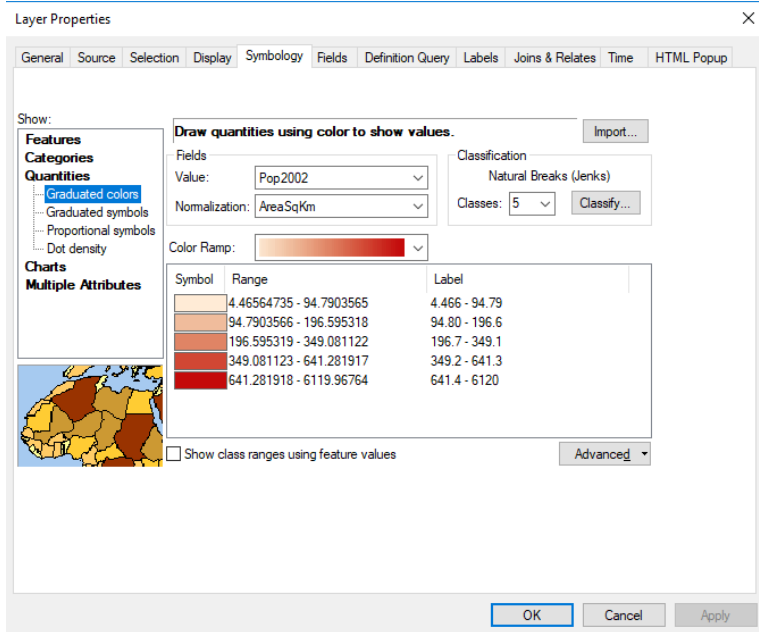 Layer Properties
General Source Selection Display Symbology Fields Definition Query Labels Joins & Relates Time HTML Popup
Show:
Features
Categories
Quantities
Graduated colors
Graduated symbols
Proportional symbols
Dot density
Charts
Multiple Attributes
Draw quantities using color to show values.
Import...
Fields
Value: Pop2002
Normalization: AreaSqKm
Classification
Natural Breaks (Jenks)
Classes: 5 Classify...
Color Ramp:
Symbol Range Label
4.46564735 - 94.7903565 4.466 - 94.79
94.7903566 - 196.595318 94.80 - 196.6
196.595319 - 349.081122 196.7 - 349.1
349.081123 - 641.281917 349.2 - 641.3
641.281918 - 6119.96764 641.4 - 6120
Show class ranges using feature values
Advanced
OK Cancel Apply